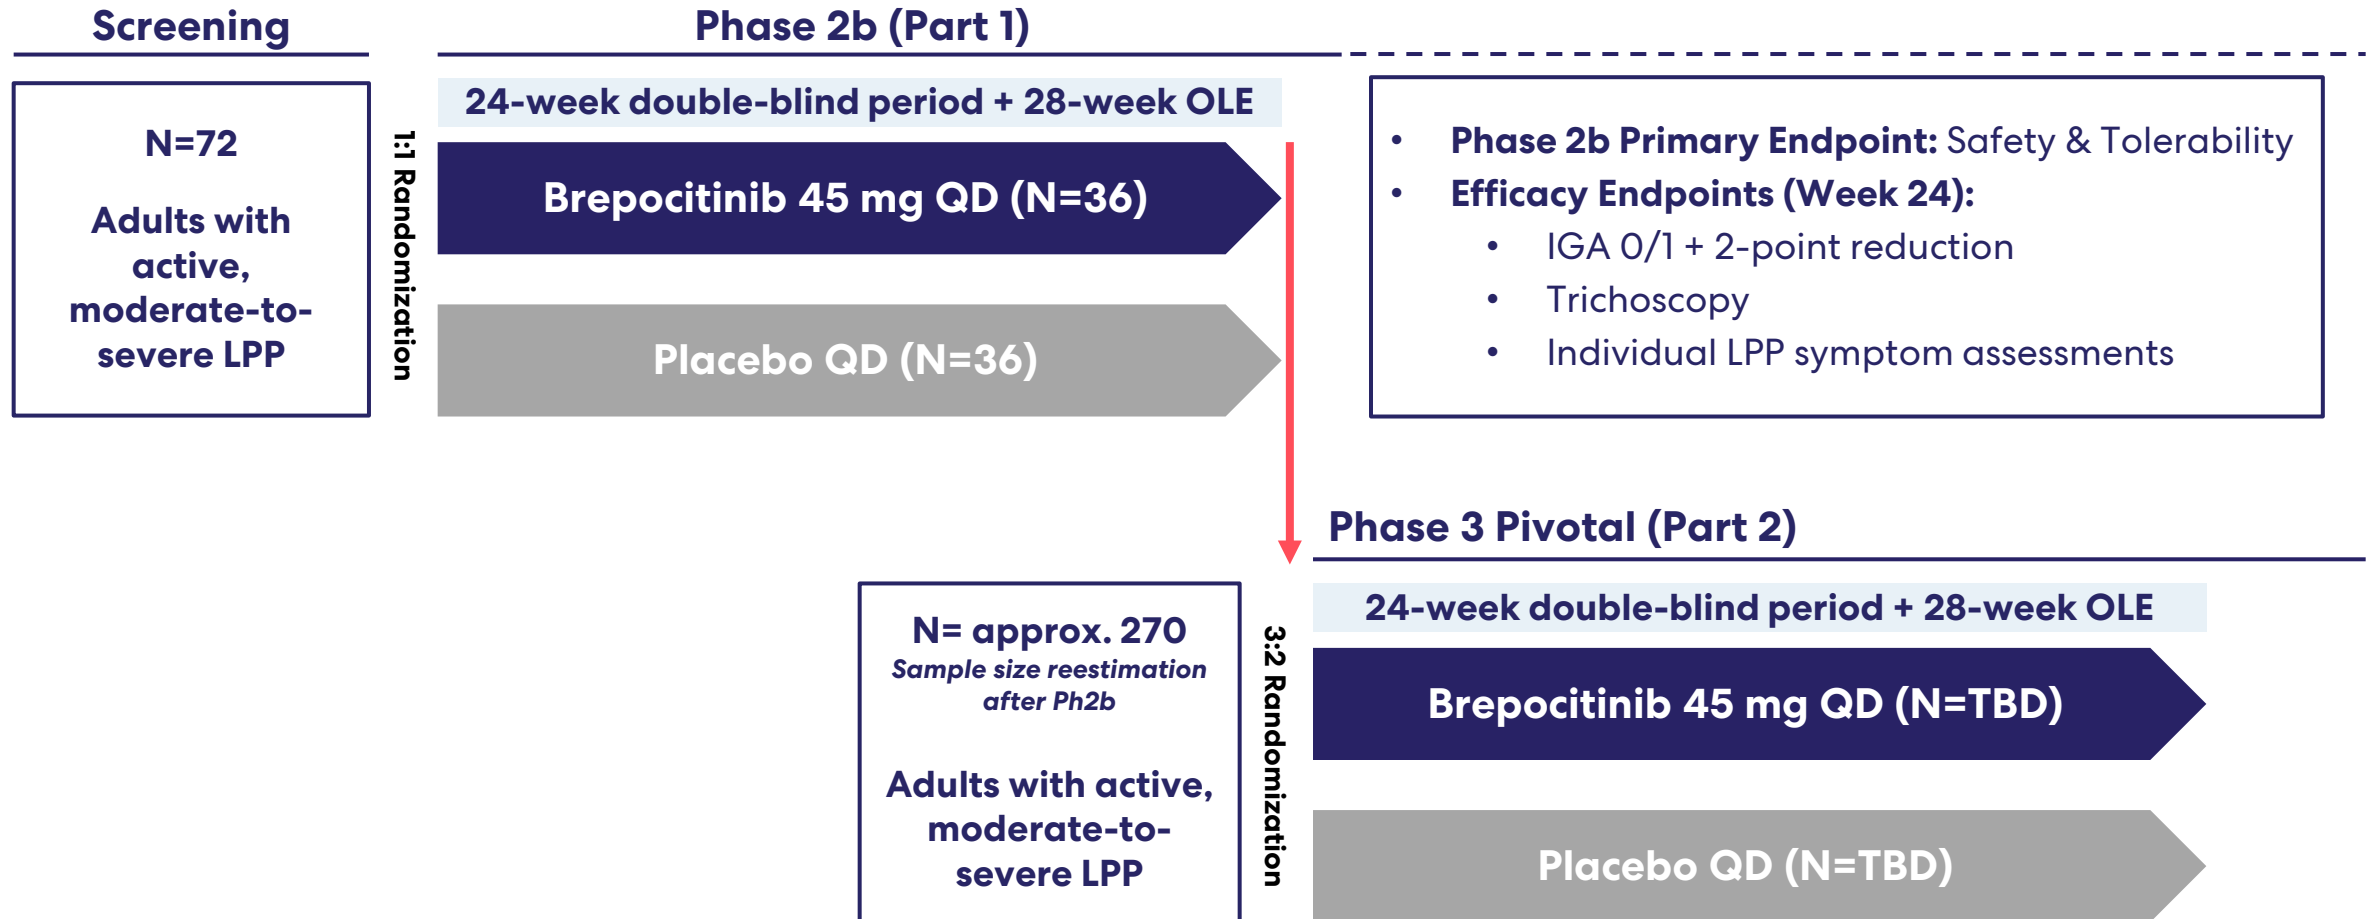 Screening
N=72
Adults with
active,
moderate-to-
severe LPP
1:1 Randomization
Phase 2b (Part 1)
24-week double-blind period + 28-week OLE
Brepocitinib 45 mg QD (N=36)
Placebo QD (N=36)
• Phase 2b Primary Endpoint: Safety & Tolerability
• Efficacy Endpoints (Week 24):
• IGA 0/1 + 2-point reduction
• Trichoscopy
• Individual LPP symptom assessments
Phase 3 Pivotal (Part 2)
N= approx. 270
Sample size reestimation
after Ph2b
Adults with active,
moderate-to-
severe LPP
3:2 Randomization
24-week double-blind period + 28-week OLE
Brepocitinib 45 mg QD (N=TBD)
Placebo QD (N=TBD)